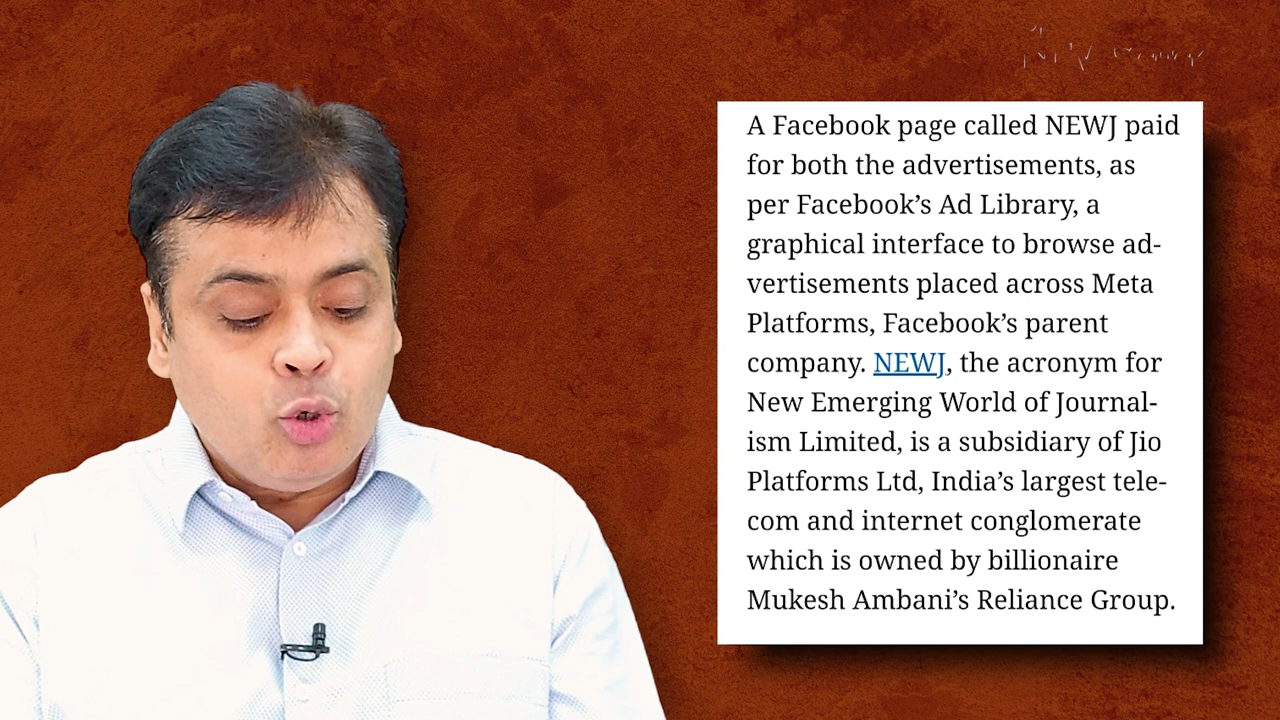 A Facebook page called NEWJ paid
for both the advertisements, as
per Facebook’s Ad Library, a
graphical interface to browse ad-
vertisements placed across Meta
Platforms, Facebook’s parent
company. NEWJ, the acronym for
New Emerging World of Journal-
ism Limited, is a subsidiary of Jio
Platforms Ltd, India’s largest tele-
com and internet conglomerate
which is owned by billionaire
Mukesh Ambani’s Reliance Group.